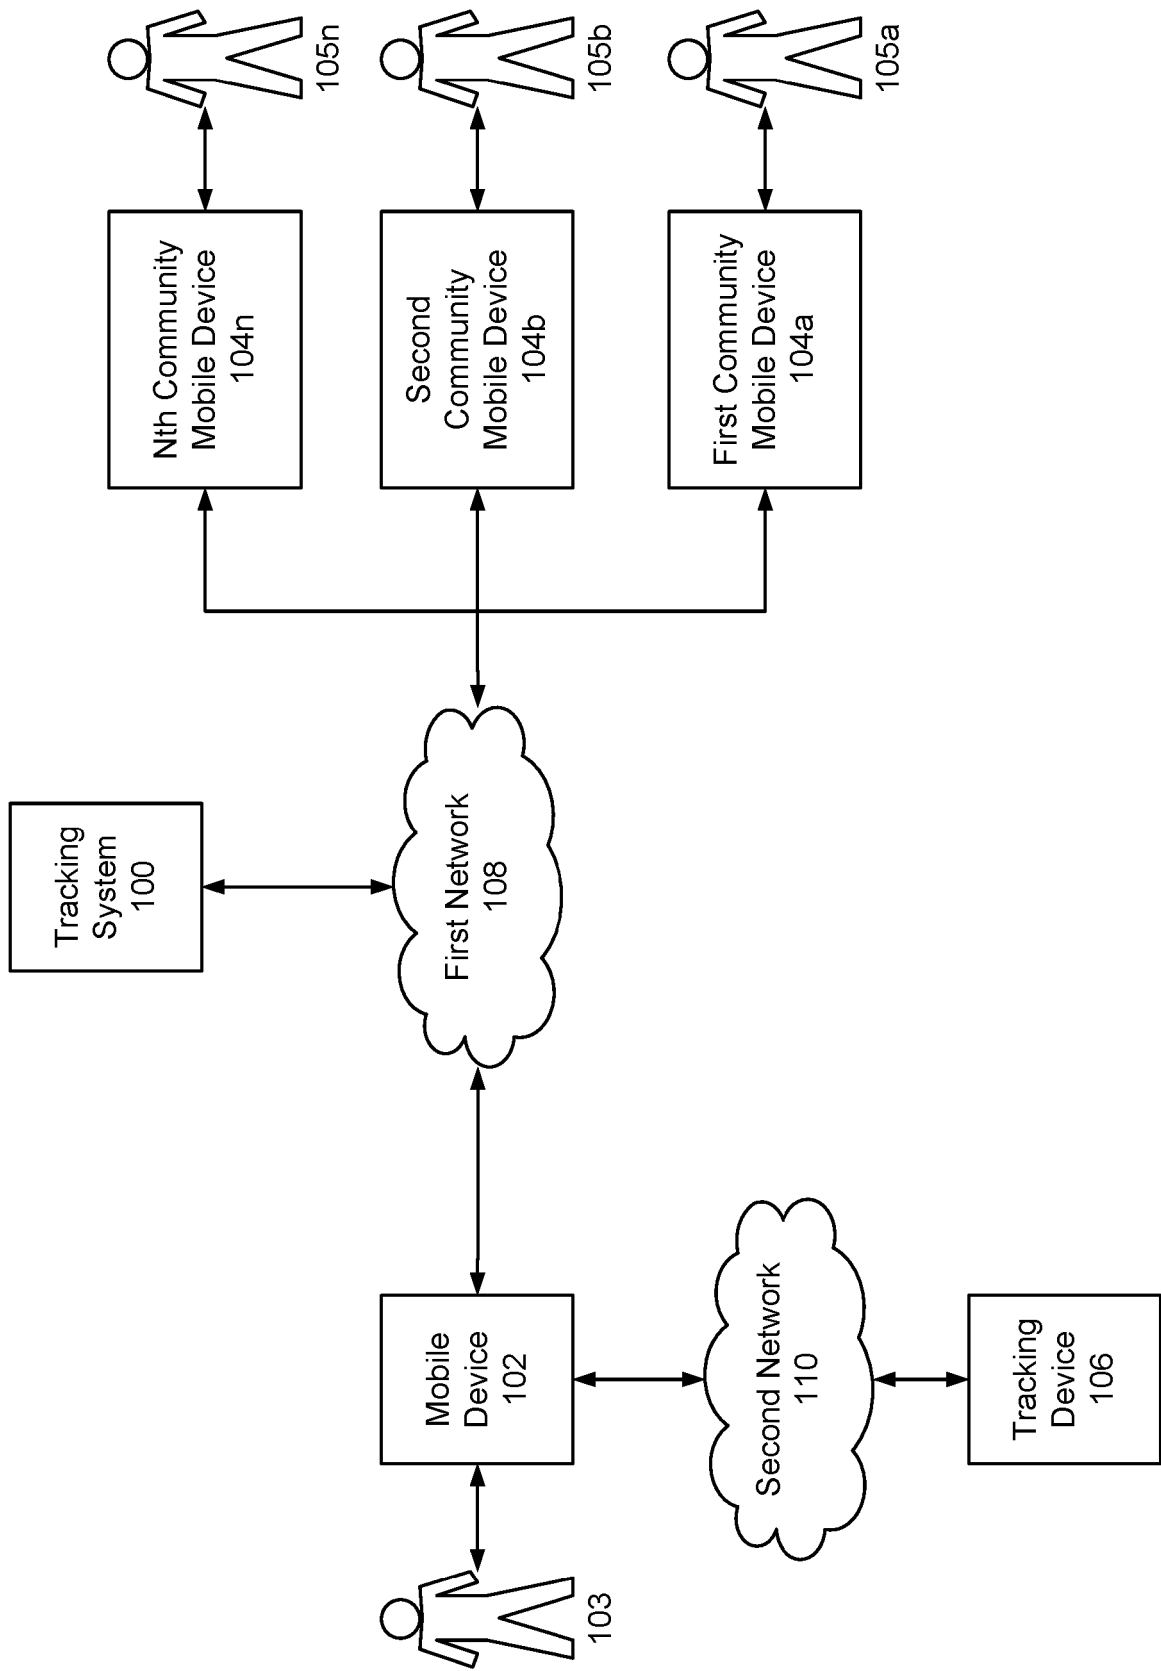 Tracking
System
100
103
Mobile
Device
102
First Network
108
Nth Community
Mobile Device
104n
105n
Second
Community
Mobile Device
104b
105b
First Community
Mobile Device
104a
105a
Second Network
110
Tracking
Device
106